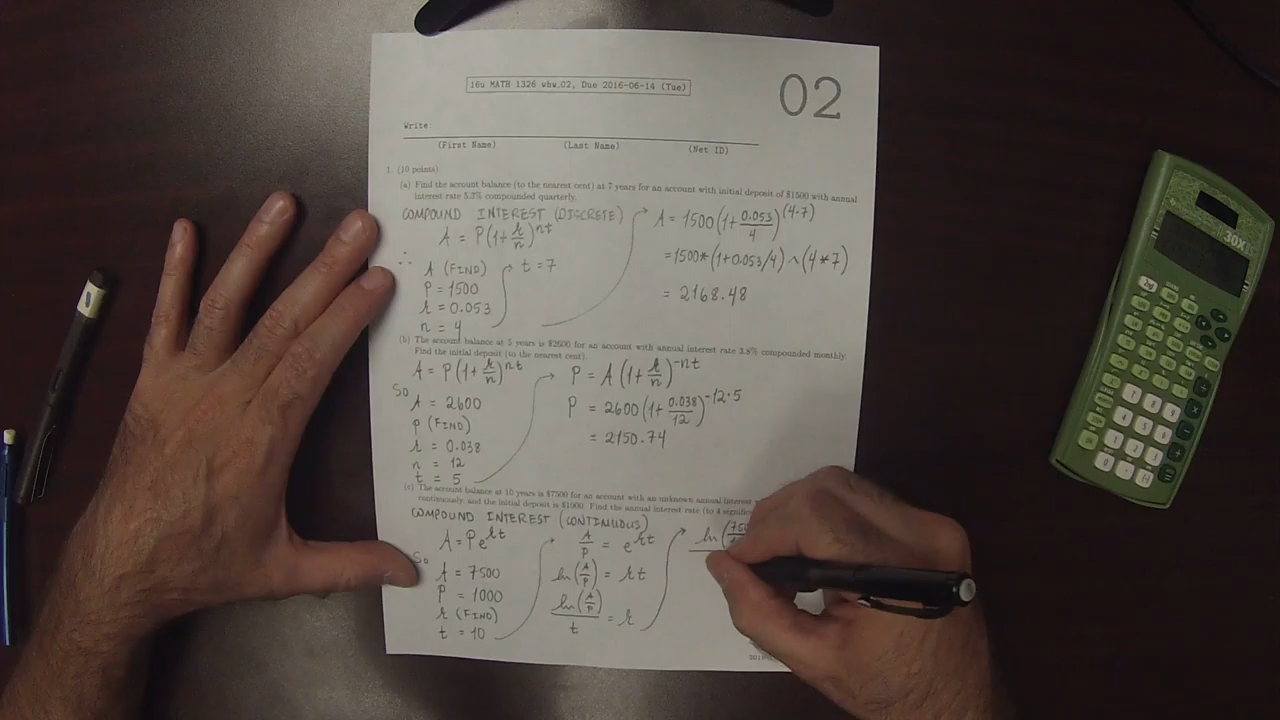 16u MATH 1326 whw_02, Due 2016-06-14 (Tue)
02
Write:
(First Name) (Last Name) (Net ID)
1. (10 points)
(a) Find the account balance (to the nearest cent) at 7 years for an account with initial deposit of $1500 with annual
interest rate 5.3% compounded quarterly.
COMPOUND INTEREST (DISCRETE)
A = P(1+r/n)^nt
∴
A (FIND)
P = 1500
r = 0.053
n = 4
t = 7
A = 1500(1+0.053/4)^(4·7)
=1500*(1+0.053/4)^(4*7)
= 2168.48
(b) The account balance at 5 years is $2600 for an account with annual interest rate 3.8% compounded monthly.
Find the initial deposit (to the nearest cent).
A = P(1+r/n)^nt
SO
A = 2600
P (FIND)
r = 0.038
n = 12
t = 5
P = A(1+r/n)^-nt
P = 2600(1+0.038/12)^-12·5
= 2150.74
(c) The account balance at 10 years is $7500 for an account with an unknown annual interest
continuously, and the initial deposit is $1000. Find the annual interest rate (to 4
COMPOUND INTEREST (CONTINUOUS)
A = Pe^rt
SO
A = 7500
P = 1000
r (FIND)
t = 10
A/P = e^rt
ln(A/P) = rt
ln(A/P)/t = r
ln(
30X